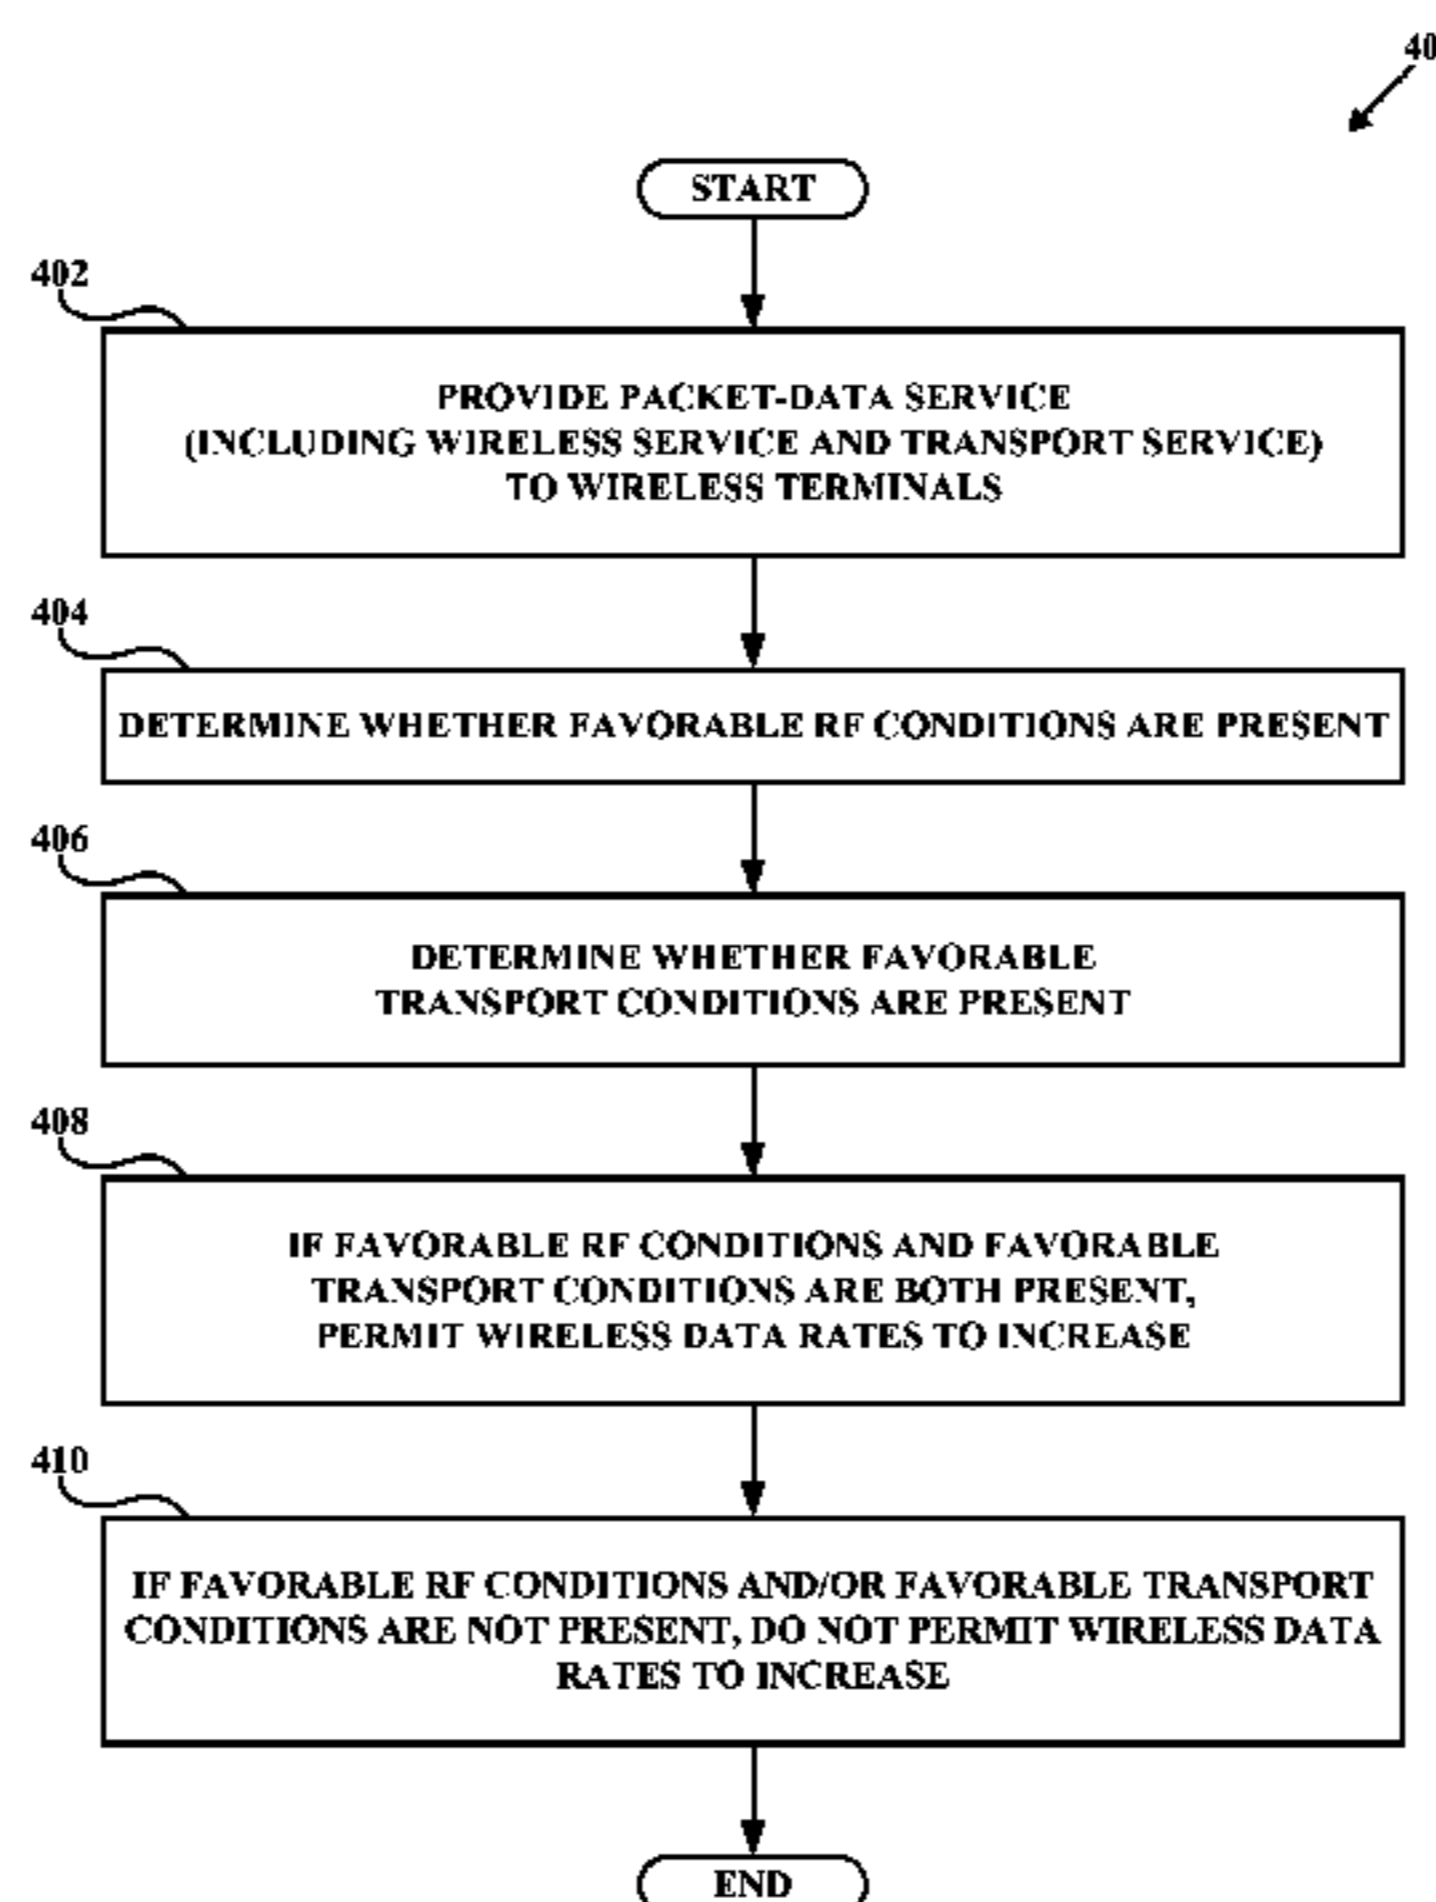 40
START
402
PROVIDE PACKET-DATA SERVICE
(INCLUDING WIRELESS SERVICE AND TRANSPORT SERVICE)
TO WIRELESS TERMINALS
404
DETERMINE WHETHER FAVORABLE RF CONDITIONS ARE PRESENT
406
DETERMINE WHETHER FAVORABLE
TRANSPORT CONDITIONS ARE PRESENT
408
IF FAVORABLE RF CONDITIONS AND FAVORABLE
TRANSPORT CONDITIONS ARE BOTH PRESENT,
PERMIT WIRELESS DATA RATES TO INCREASE
410
IF FAVORABLE RF CONDITIONS AND/OR FAVORABLE TRANSPORT
CONDITIONS ARE NOT PRESENT, DO NOT PERMIT WIRELESS DATA
RATES TO INCREASE
END